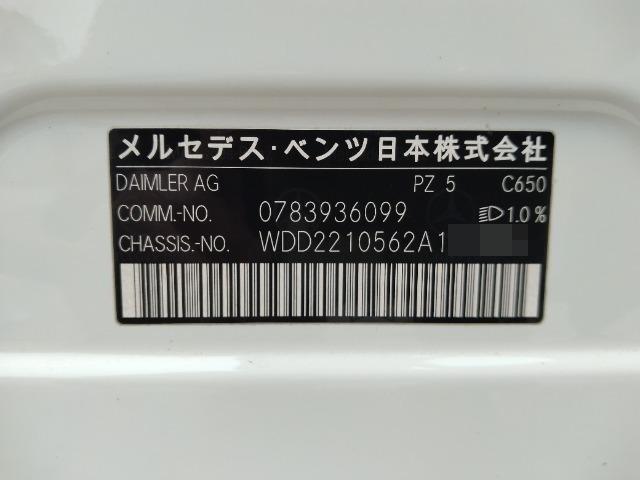 メルセデス・ベンツ日本株式会社
DAIMLER AG PZ 5 C650
COMM.-NO. 0783936099 1.0%
CHASSIS.-NO. WDD2210562A1